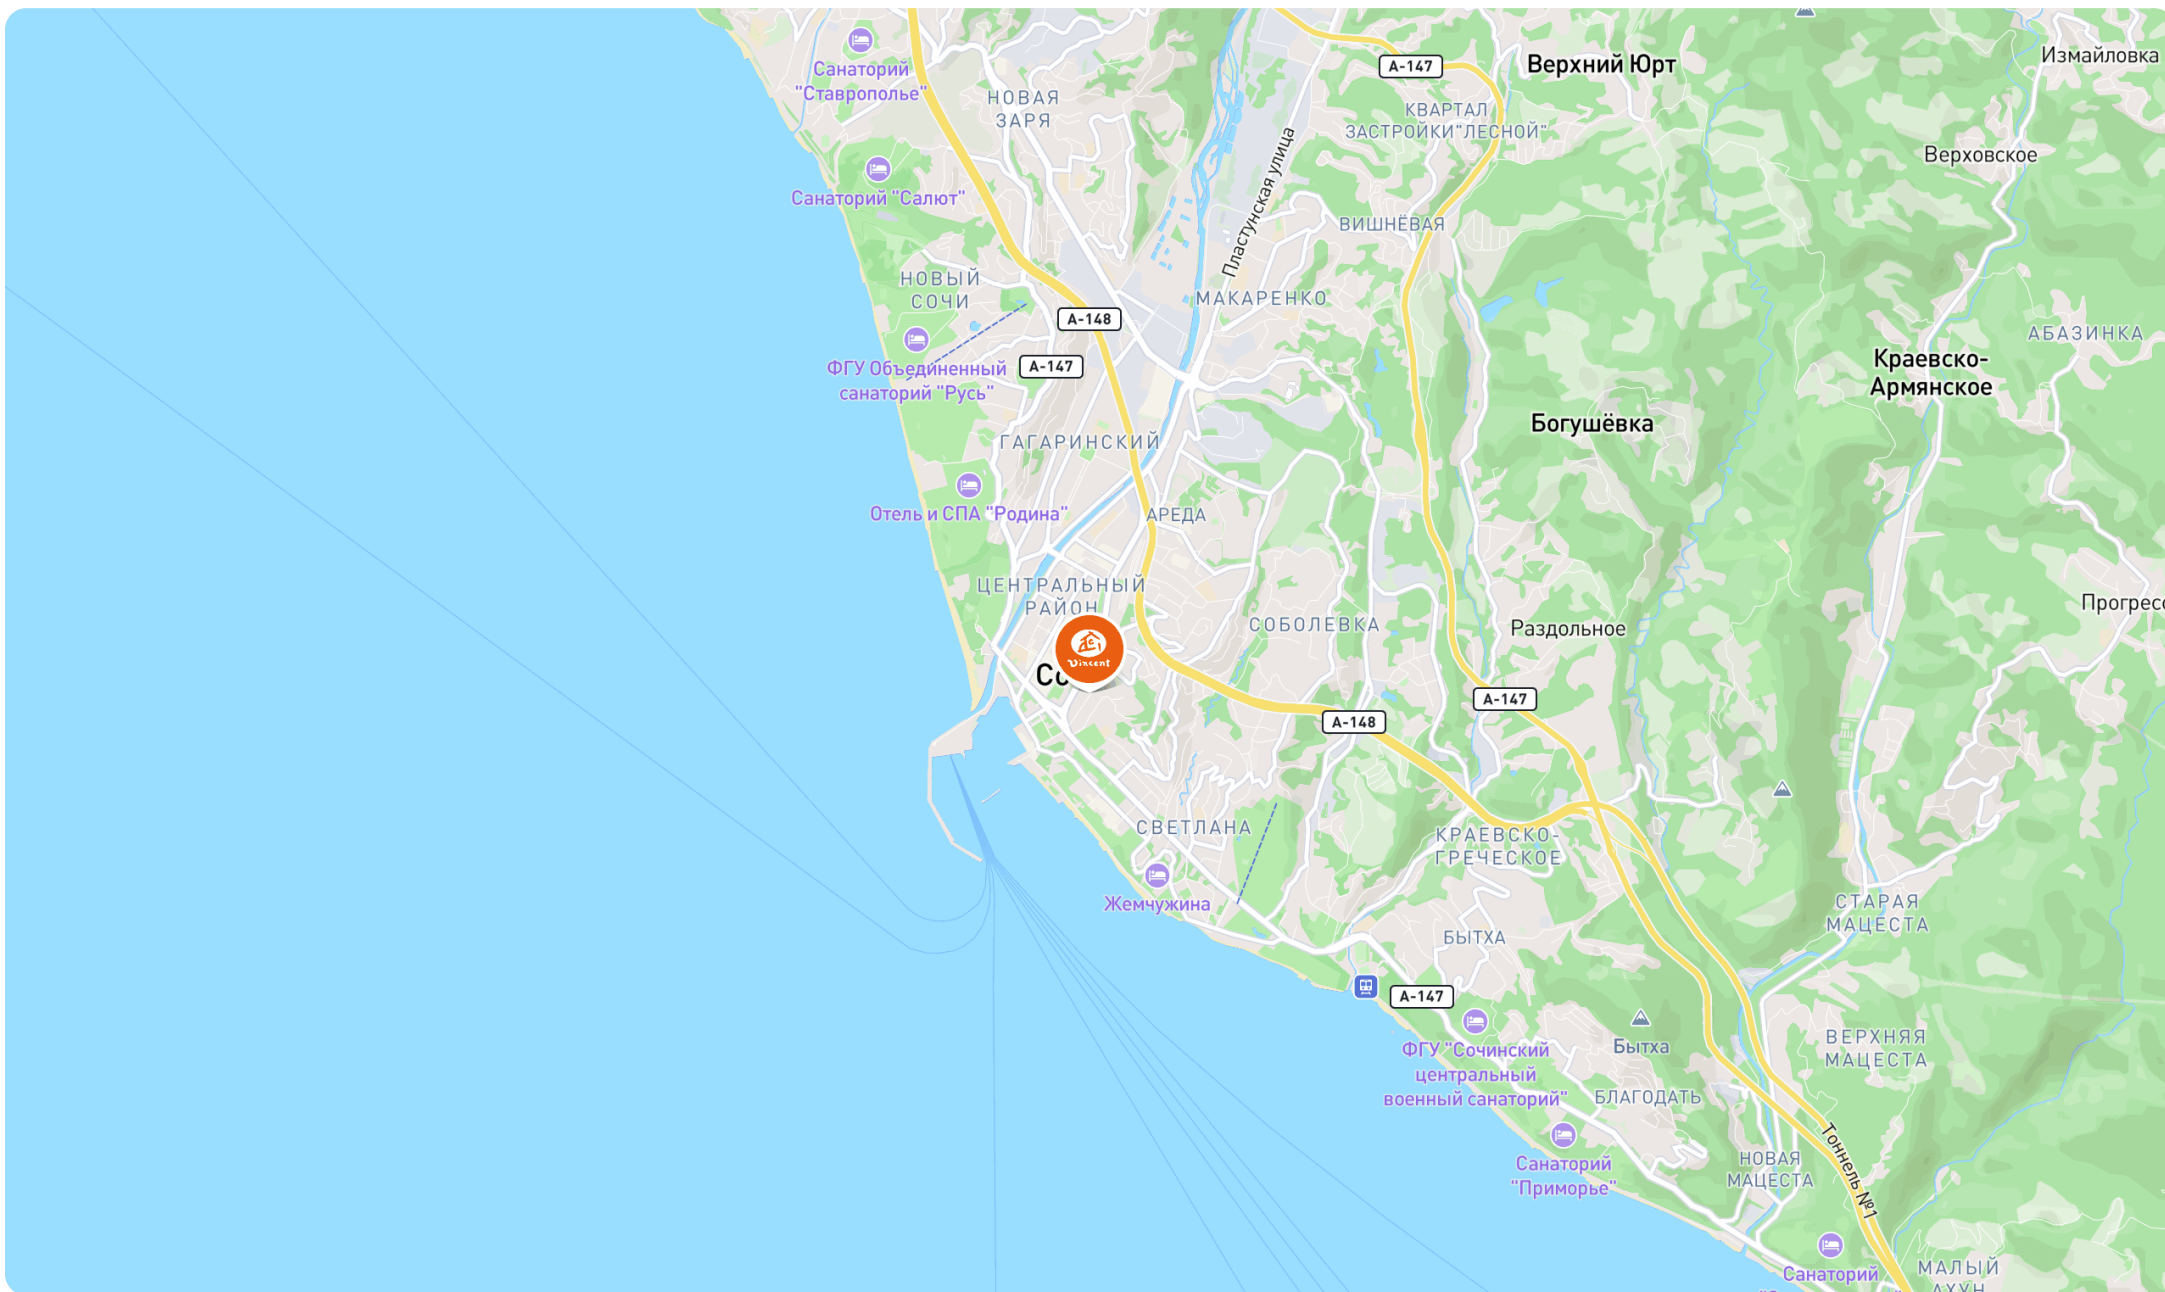 Санаторий
"Ставрополье"
НОВАЯ
ЗАРЯ
А-147
Верхний Юрт
Измайловка
КВАРТАЛ
ЗАСТРОЙКИ"ЛЕСНОЙ"
Верховское
Санаторий "Салют"
Пластунская улица
ВИШНЁВАЯ
НОВЫЙ
СОЧИ
МАКАРЕНКО
А-148
АБАЗИНКА
ФГУ Объединенный
санаторий "Русь"
А-147
Краевско-
Армянское
Богушёвка
ГАГАРИНСКИЙ
Отель и СПА "Родина"
АРЕДА
ЦЕНТРАЛЬНЫЙ
РАЙОН
Прогресс
СОБОЛЕВКА
Раздольное
Vincent
Со
А-147
А-148
СВЕТЛАНА
КРАЕВСКО-
ГРЕЧЕСКОЕ
Жемчужина
СТАРАЯ
МАЦЕСТА
БЫТХА
А-147
ФГУ "Сочинский
центральный
военный санаторий"
Бытха
ВЕРХНЯЯ
МАЦЕСТА
БЛАГОДАТЬ
Тоннель №1
Санаторий
"Приморье"
НОВАЯ
МАЦЕСТА
Санаторий
МАЛЫЙ
АХУН